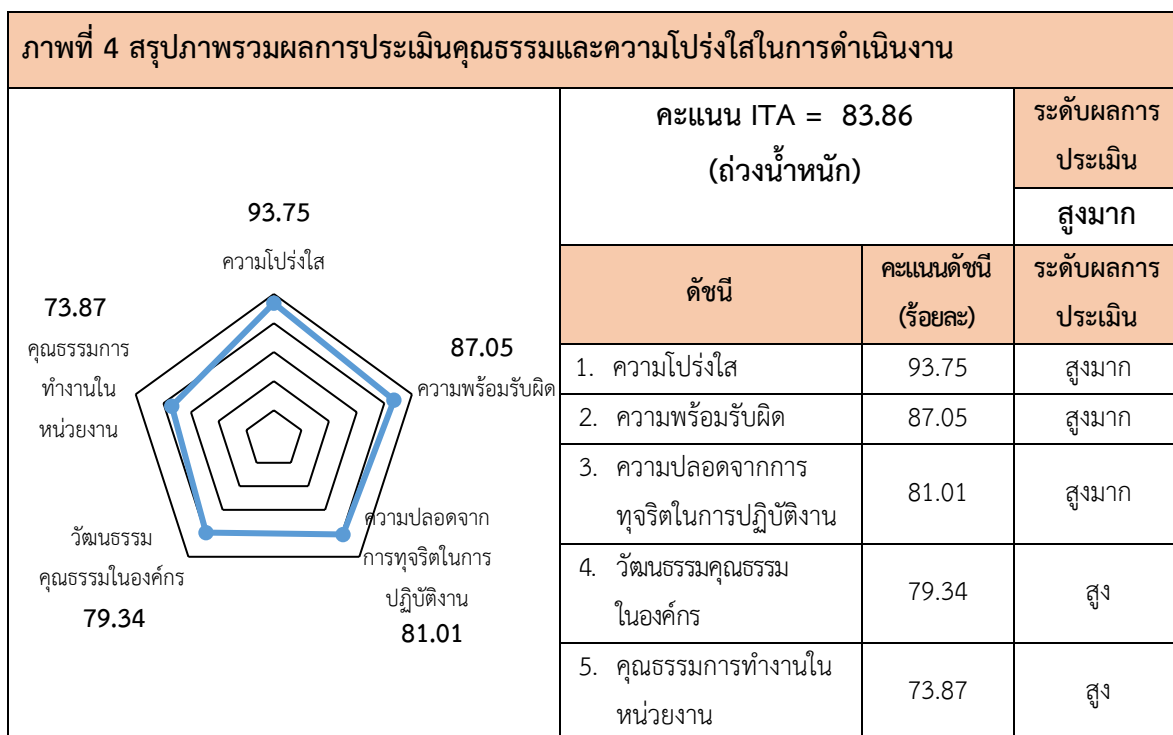 ภาพที่ 4 สรุปภาพรวมผลการประเมินคุณธรรมและความโปร่งใสในการดำเนินงาน
93.75
ความโปร่งใส
73.87
คุณธรรมการ
ทำงานใน
หน่วยงาน
87.05
ความพร้อมรับผิด
วัฒนธรรม
คุณธรรมในองค์กร
79.34
ความปลอดจาก
การทุจริตในการ
ปฏิบัติงาน
81.01
คะแนน ITA = 83.86
(ถ่วงน้ำหนัก)
ระดับผลการ
ประเมิน
สูงมาก
ดัชนี
คะแนนดัชนี
(ร้อยละ)
ระดับผลการ
ประเมิน
1. ความโปร่งใส 93.75 สูงมาก
2. ความพร้อมรับผิด 87.05 สูงมาก
3. ความปลอดจากการ
ทุจริตในการปฏิบัติงาน
81.01 สูงมาก
4. วัฒนธรรมคุณธรรม
ในองค์กร
79.34 สูง
5. คุณธรรมการทำงานใน
หน่วยงาน
73.87 สูง